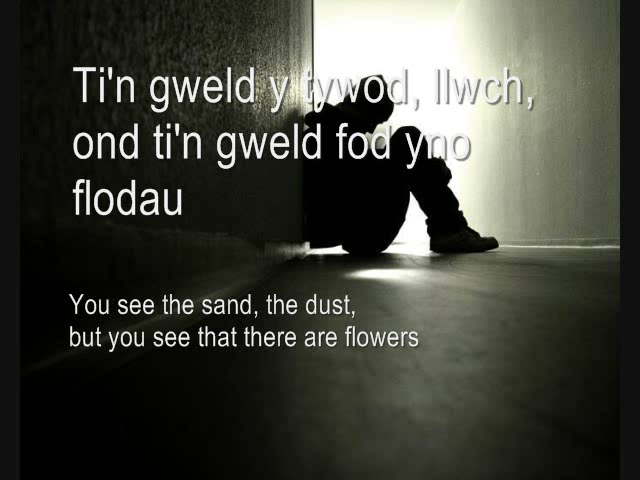 Ti'n gweld y tywod, llwch,
ond ti'n gweld fod yno
flodau
You see the sand, the dust,
but you see that there are flowers